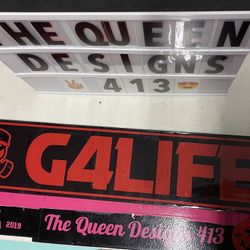 THE QUEEN
DESIGNS
413
G4LIFE
2019
The Queen Designs 413